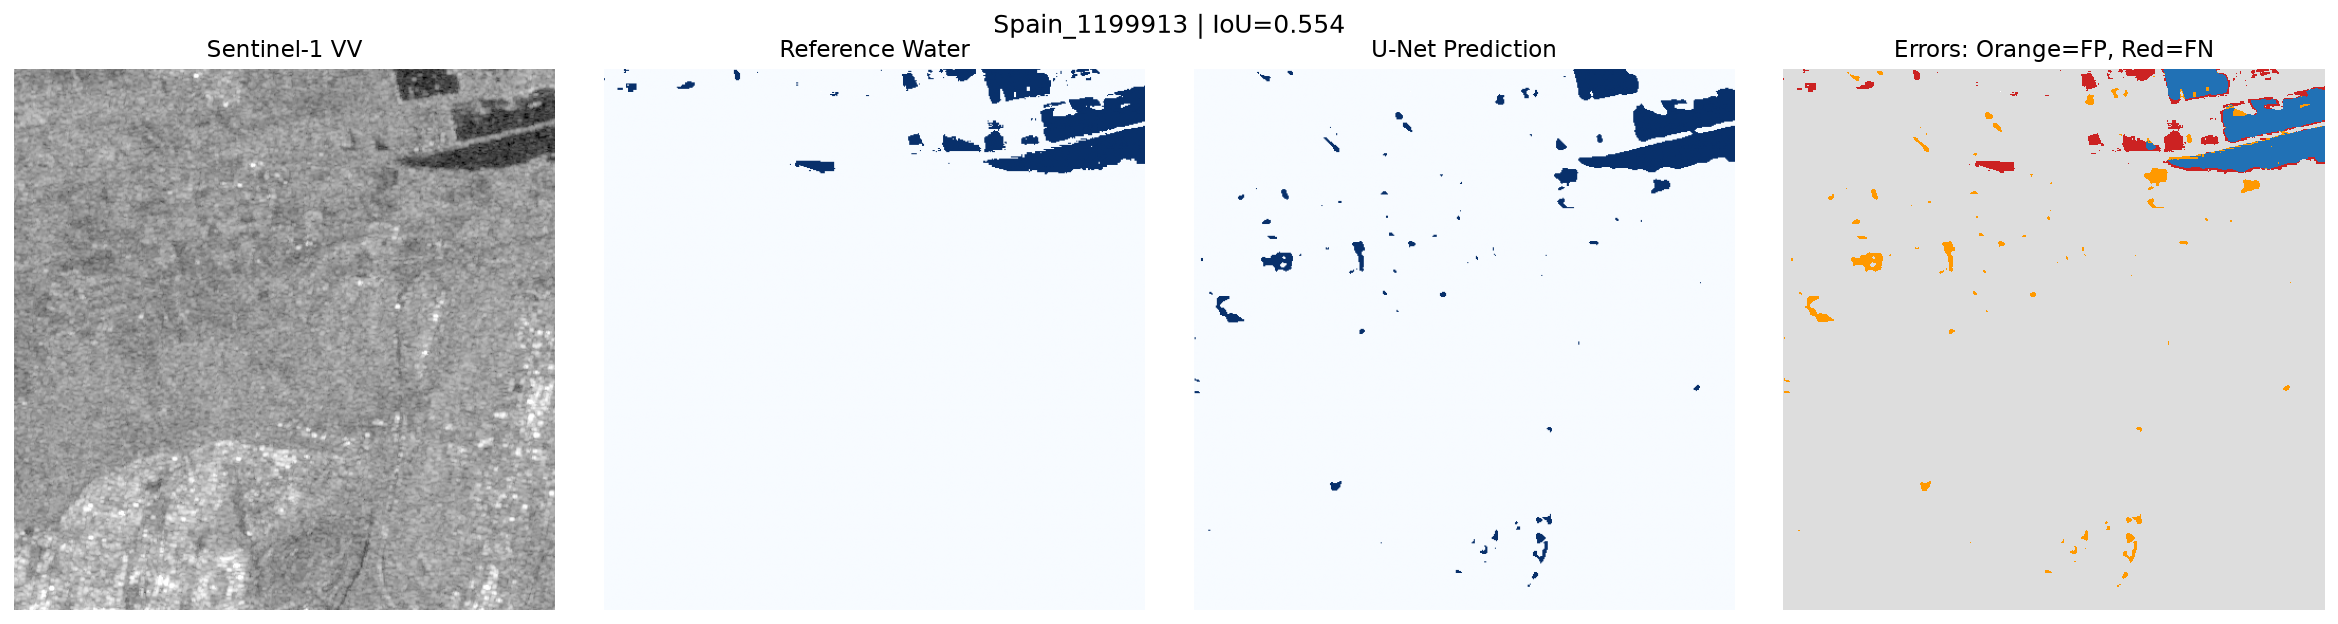 Spain_1199913 | IoU=0.554
Sentinel-1 VV
Reference Water
U-Net Prediction
Errors: Orange=FP, Red=FN